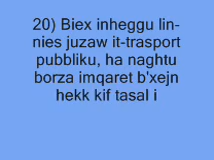 20) Biex inheggu lin-
nies juzaw it-trasport
pubbliku, ha naghtu
borza imqaret b'xejn
hekk kif tasal i